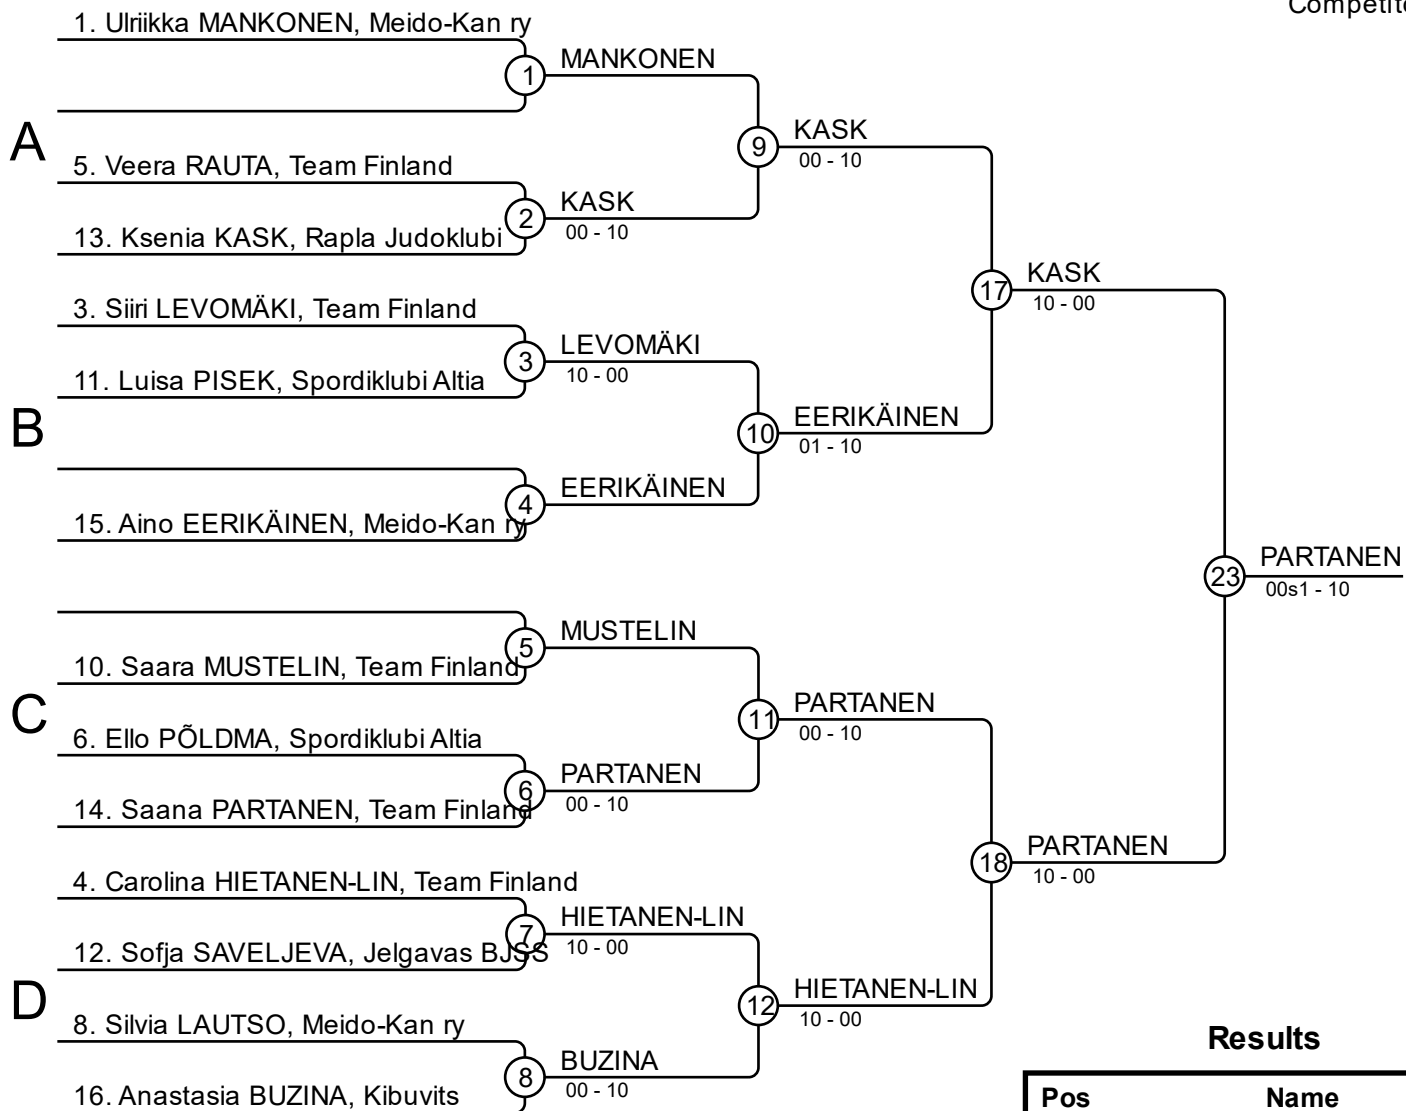 Competito
1. Ulriikka MANKONEN, Meido-Kan ry
1
MANKONEN
A
9
KASK
00 - 10
5. Veera RAUTA, Team Finland
2
KASK
00 - 10
13. Ksenia KASK, Rapla Judoklubi
17
KASK
10 - 00
3. Siiri LEVOMÄKI, Team Finland
3
LEVOMÄKI
10 - 00
11. Luisa PISEK, Spordiklubi Altia
B
10
EERIKÄINEN
01 - 10
4
EERIKÄINEN
15. Aino EERIKÄINEN, Meido-Kan ry
23
PARTANEN
00s1 - 10
5
MUSTELIN
10. Saara MUSTELIN, Team Finland
C
11
PARTANEN
00 - 10
6. Ello PÕLDMA, Spordiklubi Altia
6
PARTANEN
00 - 10
14. Saana PARTANEN, Team Finland
18
PARTANEN
10 - 00
4. Carolina HIETANEN-LIN, Team Finland
7
HIETANEN-LIN
10 - 00
12. Sofja SAVELJEVA, Jelgavas BJSS
D
12
HIETANEN-LIN
10 - 00
8. Silvia LAUTSO, Meido-Kan ry
8
BUZINA
00 - 10
16. Anastasia BUZINA, Kibuvits
Results
Pos Name